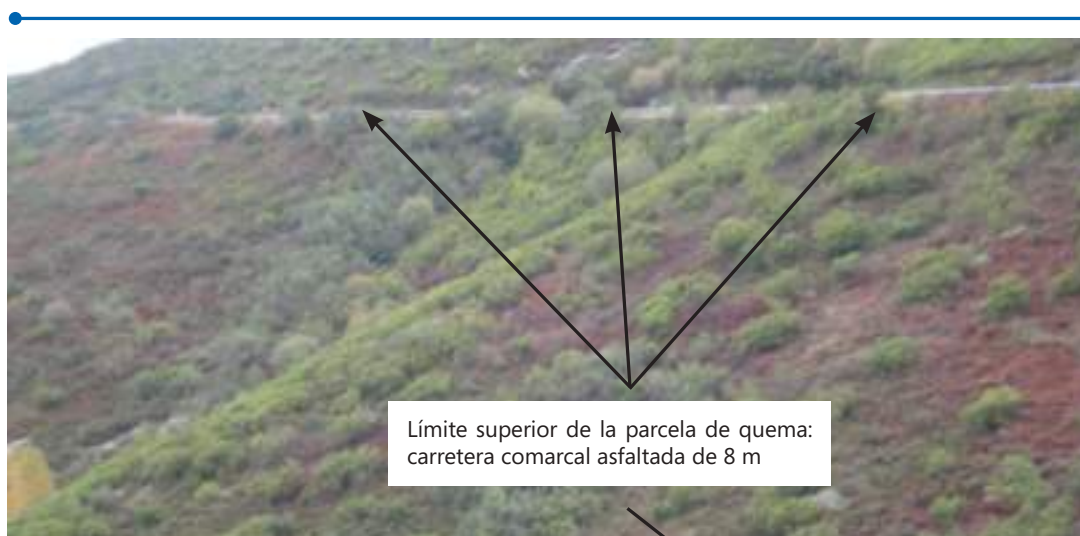 Límite superior de la parcela de quema:
carretera comarcal asfaltada de 8 m